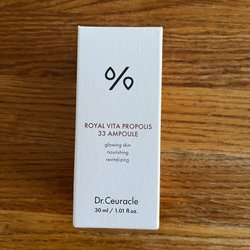 ROYAL VITA PROPOLIS
33 AMPOULE
glowing skin
nourishing
revitalizing
Dr.Ceuracle
30 ml / 1.01 fl.oz.